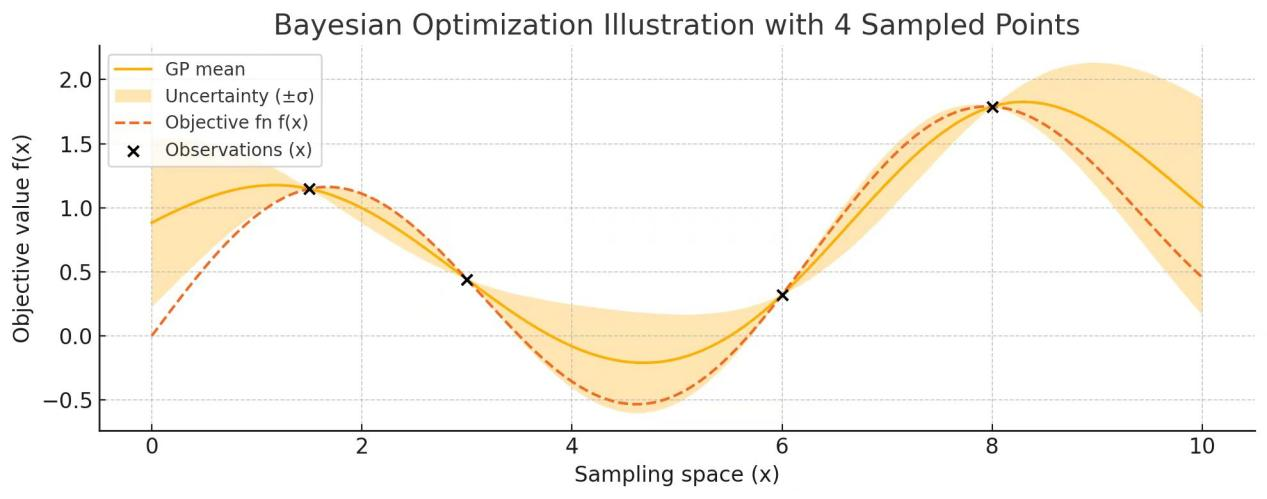 Bayesian Optimization Illustration with 4 Sampled Points
GP mean
Uncertainty (±σ)
Objective fn f(x)
Observations (x)
Objective value f(x)
2.0
1.5
1.0
0.5
0.0
−0.5
0 2 4 6 8 10
Sampling space (x)